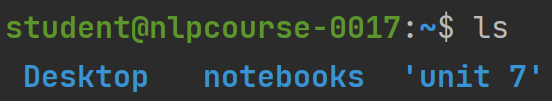 student@nlpcourse-0017:~$ ls
Desktop notebooks 'unit 7'